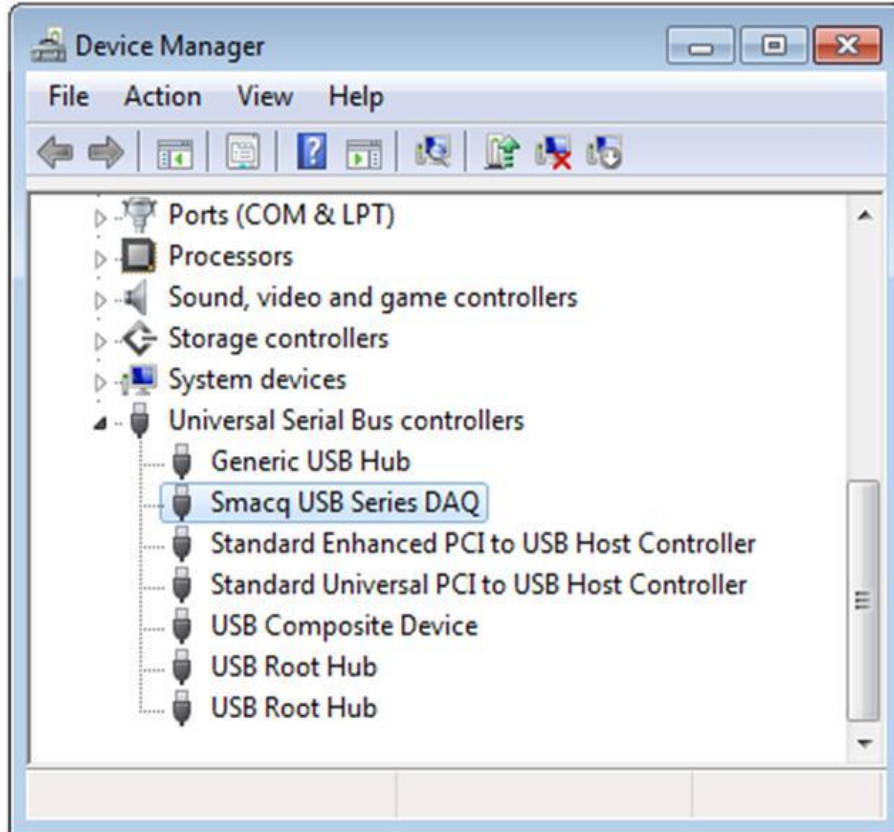 Device Manager
File Action View Help
Ports (COM & LPT)
Processors
Sound, video and game controllers
Storage controllers
System devices
Universal Serial Bus controllers
Generic USB Hub
Smacq USB Series DAQ
Standard Enhanced PCI to USB Host Controller
Standard Universal PCI to USB Host Controller
USB Composite Device
USB Root Hub
USB Root Hub